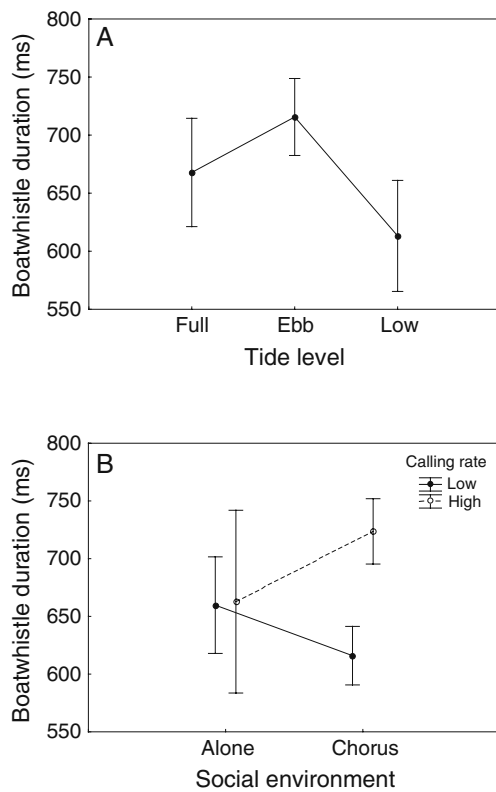 A
Boatwhistle duration (ms)
800
750
700
650
600
550
Full Ebb Low
Tide level
B
Boatwhistle duration (ms)
800
750
700
650
600
550
Calling rate
Low
High
Alone Chorus
Social environment